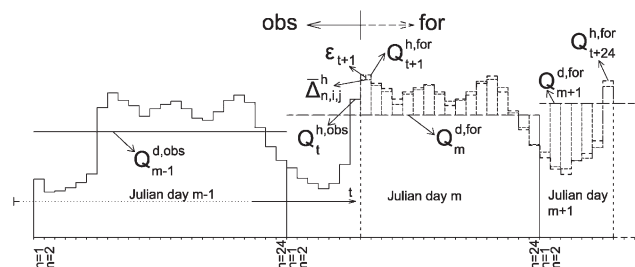 obs for
ε t+1
Q h,for t+1
Δ̅ h n,i,j
Q h,obs t
Q d,for m
Q d,obs m-1
Q h,for t+24
Q d,for m+1
Julian day m-1
t
Julian day m
Julian day
m+1
n=1
n=2
n=24
n=1
n=2
n=24
n=1
n=2